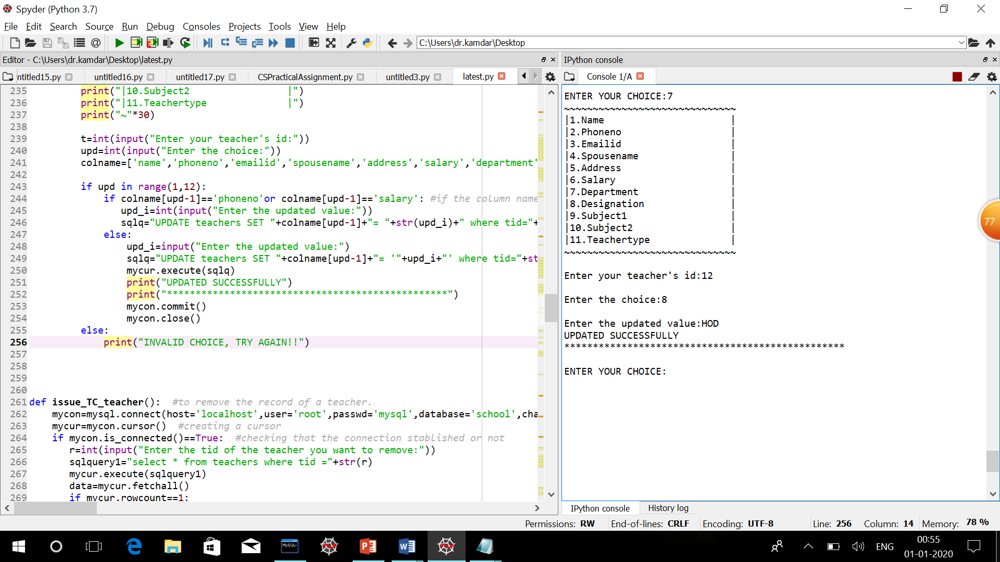 Spyder (Python 3.7)
File Edit Search Source Run Debug Consoles Projects Tools View Help
C:\Users\dr.kamdar\Desktop
Editor - C:\Users\dr.kamdar\Desktop\latest.py
ntitled15.py untitled16.py untitled17.py CSPracticalAssignment.py untitled3.py latest.py
235 print("|10.Subject2                 |")
236 print("|11.Teachertype              |")
237 print("~"*30)
238
239 t=int(input("Enter your teacher's id:"))
240 upd=int(input("Enter the choice:"))
241 colname=['name','phoneno','emailid','spousename','address','salary','department'
242
243 if upd in range(1,12):
244 if colname[upd-1]=='phoneno'or colname[upd-1]=='salary': #if the column name
245 upd_i=int(input("Enter the updated value:"))
246 sqlq="UPDATE teachers SET "+colname[upd-1]+"= "+str(upd_i)+" where tid="+
247 else:
248 upd_i=input("Enter the updated value:")
249 sqlq="UPDATE teachers SET "+colname[upd-1]+"= '"+upd_i+"' where tid="+st
250 mycur.execute(sqlq)
251 print("UPDATED SUCCESSFULLY")
252 print("*************************************************")
253 mycon.commit()
254 mycon.close()
255 else:
256 print("INVALID CHOICE, TRY AGAIN!!")
257
258
259
260
261 def issue_TC_teacher():  #to remove the record of a teacher.
262 mycon=mysql.connect(host='localhost',user='root',passwd='mysql',database='school',cha
263 mycur=mycon.cursor()  #creating a cursor
264 if mycon.is_connected()==True:  #checking that the connection stablished or not
265 r=int(input("Enter the tid of the teacher you want to remove:"))
266 sqlquery1="select * from teachers where tid ="+str(r)
267 mycur.execute(sqlquery1)
268 data=mycur.fetchall()
269 if mycur.rowcount==1:
IPython console
Console 1/A
ENTER YOUR CHOICE:7
~~~~~~~~~~~~~~~~~~~~~~~~~~~~~~
|1.Name                      |
|2.Phoneno                   |
|3.Emailid                   |
|4.Spousename                |
|5.Address                   |
|6.Salary                    |
|7.Department                |
|8.Designation               |
|9.Subject1                  |
|10.Subject2                 |
|11.Teachertype              |
~~~~~~~~~~~~~~~~~~~~~~~~~~~~~~
Enter your teacher's id:12
Enter the choice:8
Enter the updated value:HOD
UPDATED SUCCESSFULLY
*************************************************
ENTER YOUR CHOICE:
77
IPython console History log
Permissions: RW End-of-lines: CRLF Encoding: UTF-8 Line: 256 Column: 14 Memory: 78 %
MySQL
ENG
00:55
01-01-2020